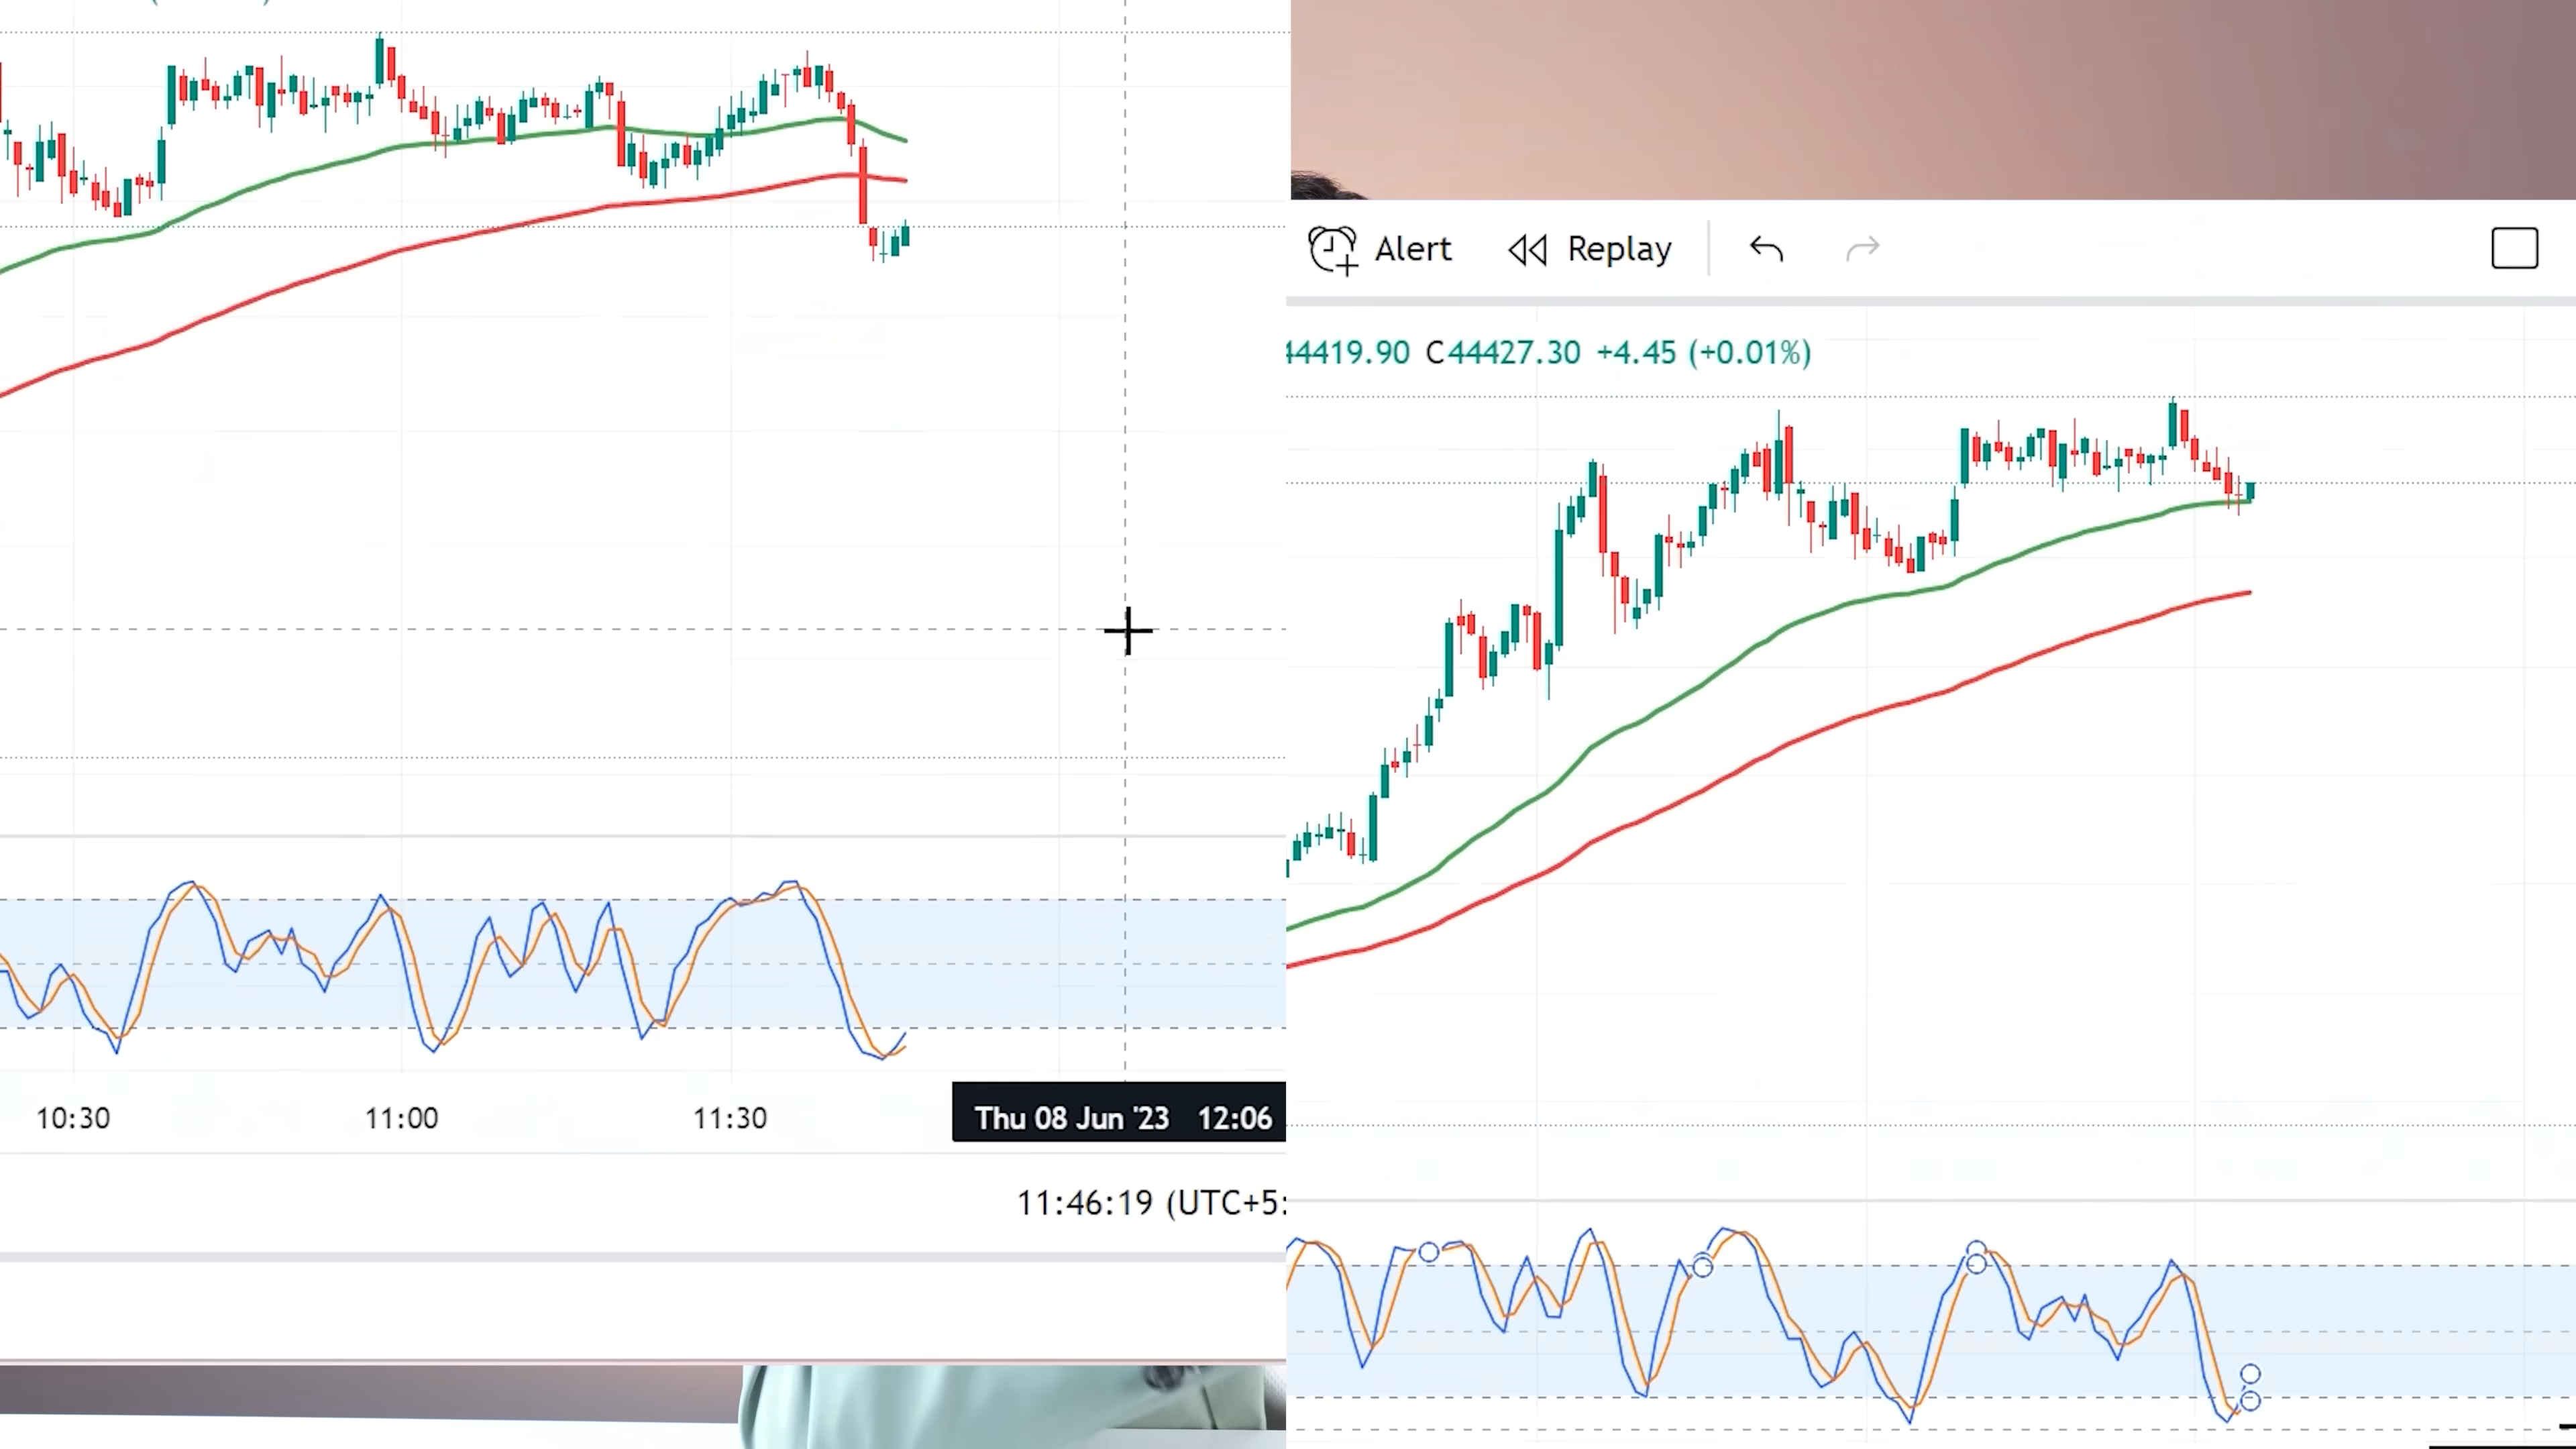 Alert Replay
44419.90 C44427.30 +4.45 (+0.01%)
10:30 11:00 11:30 Thu 08 Jun '23 12:06
11:46:19 (UTC+5: